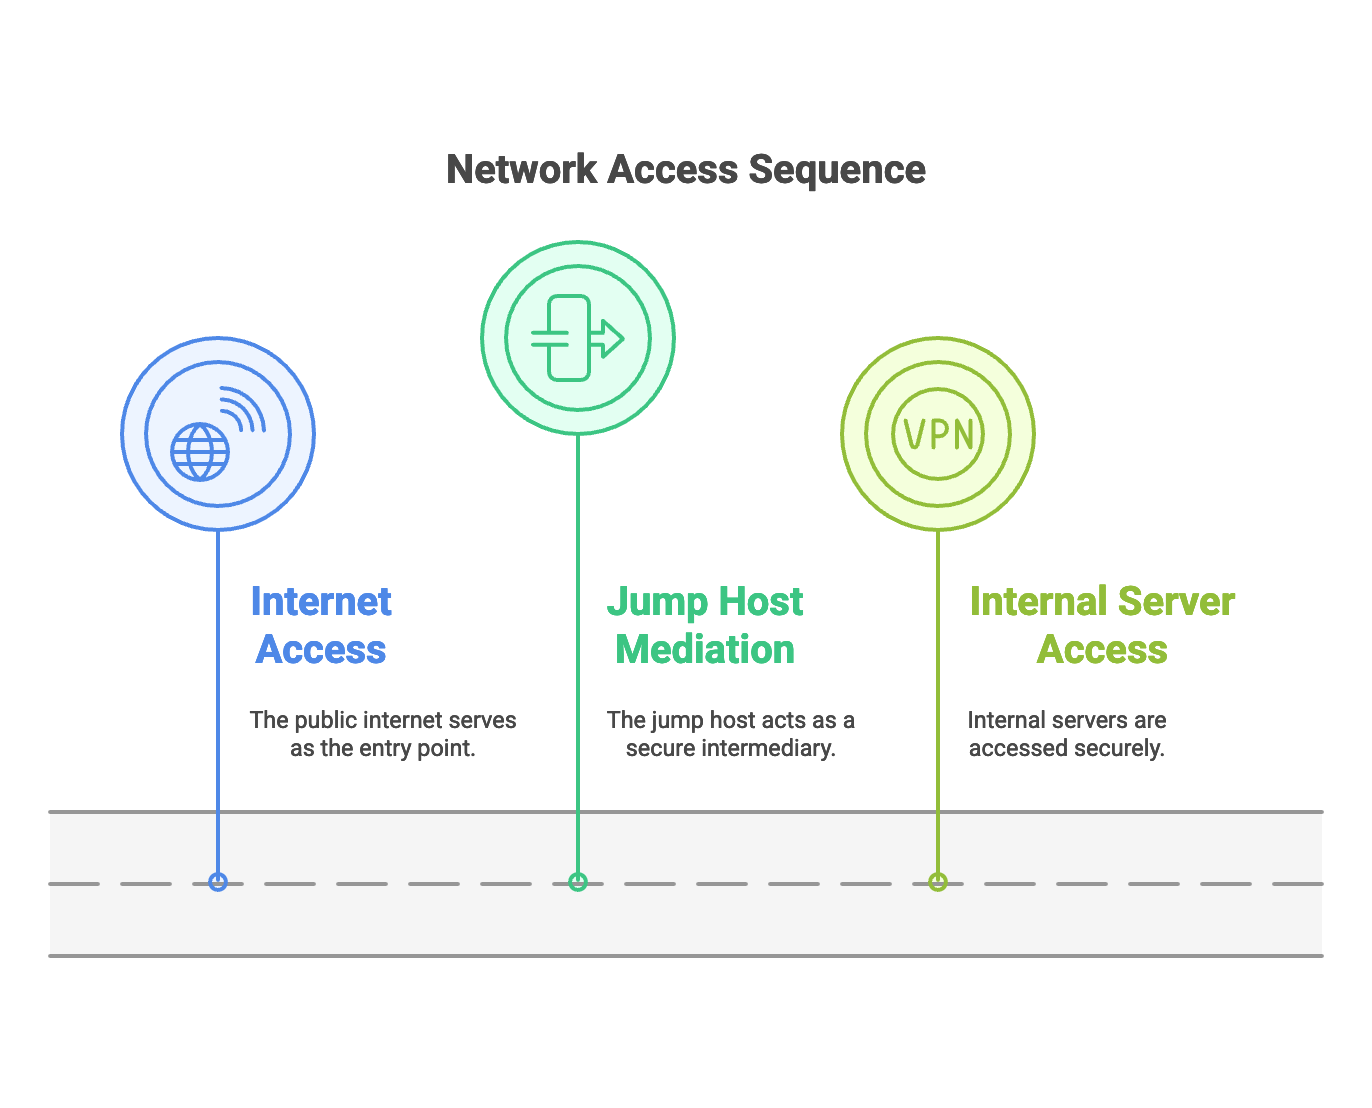 Network Access Sequence
VPN
Internet
Access
The public internet serves
as the entry point.
Jump Host
Mediation
The jump host acts as a
secure intermediary.
Internal Server
Access
Internal servers are
accessed securely.